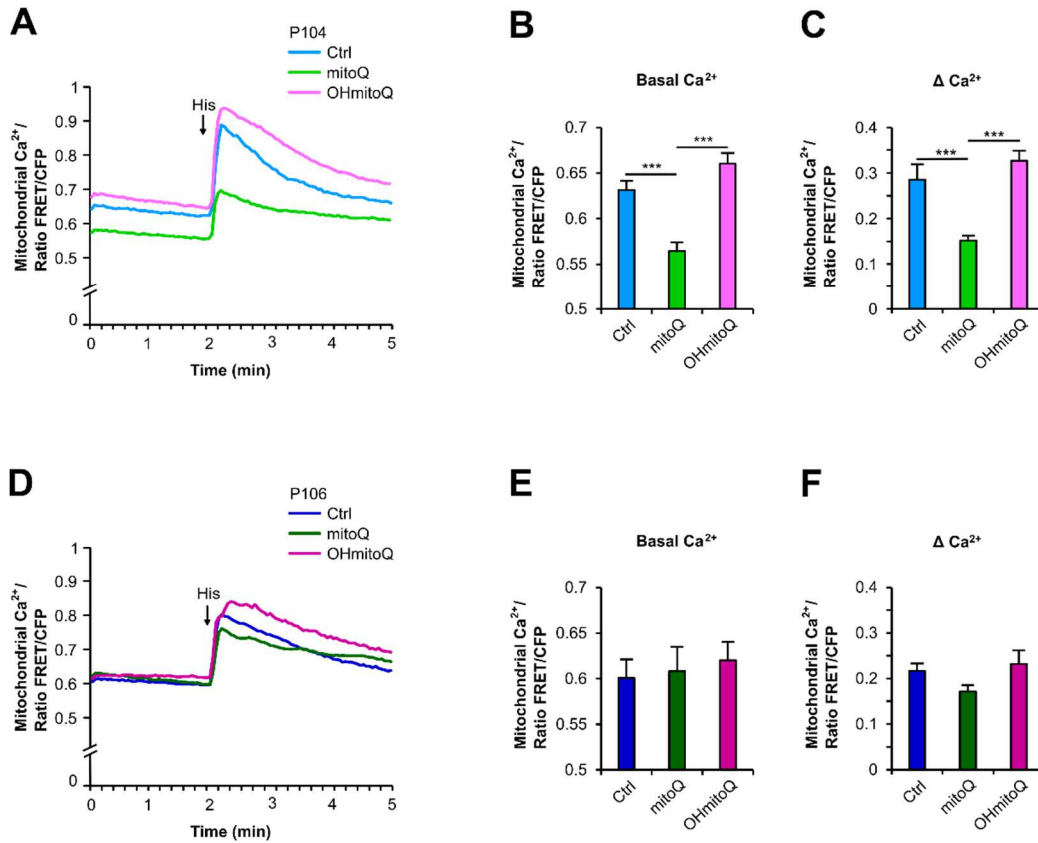 A
P104
Ctrl
mitoQ
OHmitoQ
His
Mitochondrial Ca²⁺/
Ratio FRET/CFP
1
0.9
0.8
0.7
0.6
0.5
0
0 1 2 3 4 5
Time (min)
B
Basal Ca²⁺
Mitochondrial Ca²⁺/
Ratio FRET/CFP
0.7
0.65
0.6
0.55
0.5
*** ***
Ctrl mitoQ OHmitoQ
C
Δ Ca²⁺
Mitochondrial Ca²⁺/
Ratio FRET/CFP
0.4
0.3
0.2
0.1
0
*** ***
Ctrl mitoQ OHmitoQ
D
P106
Ctrl
mitoQ
OHmitoQ
His
Mitochondrial Ca²⁺/
Ratio FRET/CFP
1
0.9
0.8
0.7
0.6
0.5
0
0 1 2 3 4 5
Time (min)
E
Basal Ca²⁺
Mitochondrial Ca²⁺/
Ratio FRET/CFP
0.7
0.65
0.6
0.55
0.5
Ctrl mitoQ OHmitoQ
F
Δ Ca²⁺
Mitochondrial Ca²⁺/
Ratio FRET/CFP
0.4
0.3
0.2
0.1
0
Ctrl mitoQ OHmitoQ